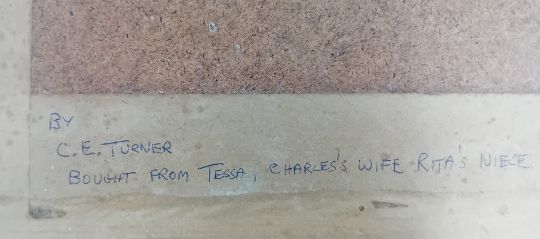 BY
C.E. TURNER
BOUGHT FROM TESSA, CHARLES'S WIFE RITA'S NIECE